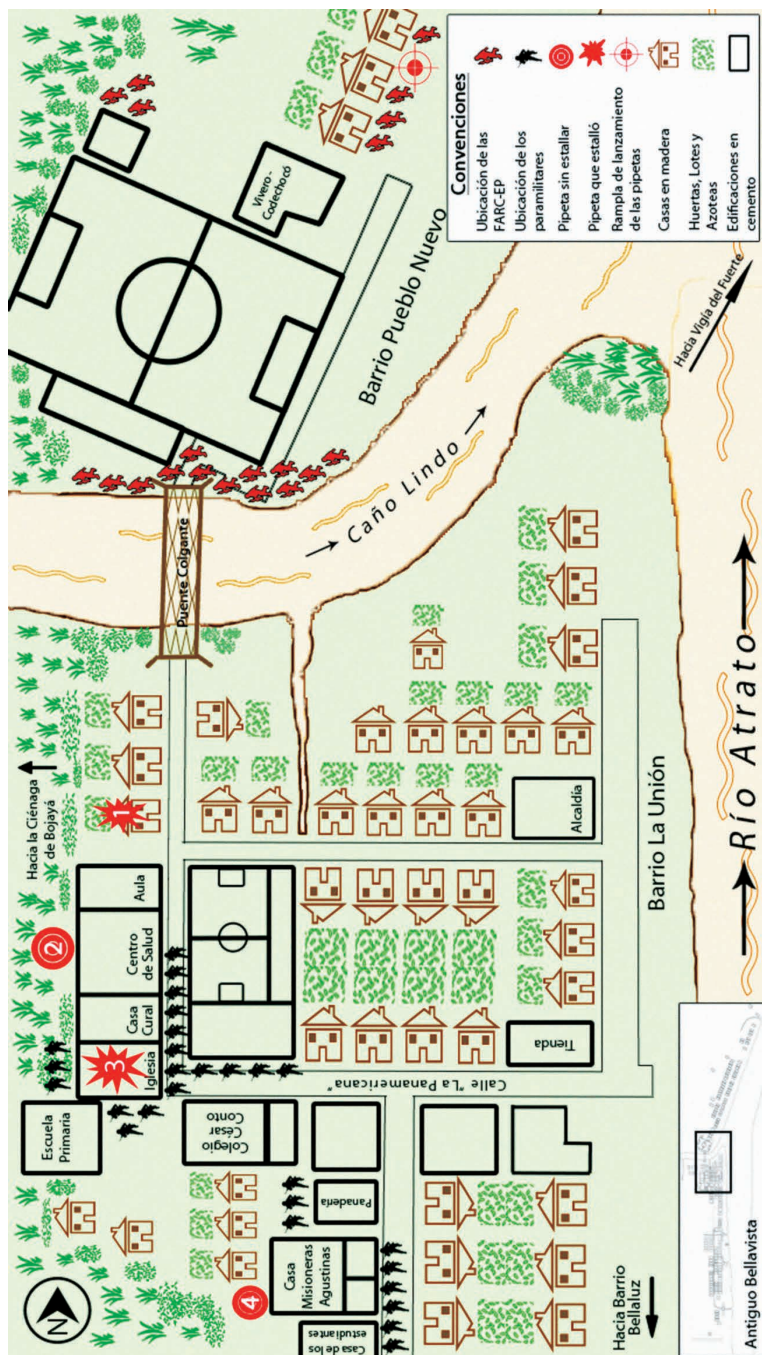 Hacia la Ciénaga
de Bojayá
N
Escuela
Primaria
3
Iglesia
Casa
Cural
2
Centro
de Salud
Aula
1
Puente Colgante
4
Casa
Misioneras
Agustinas
Casa de los
estudiantes
Panadería
Colegio
César
Conto
Calle "La Panamericana"
Tienda
Alcaldía
Caño Lindo
Barrio Pueblo Nuevo
Vivero-
Codechocó
Hacia Barrio
Bellaluz
Barrio La Unión
Río Atrato
Hacia Vigía del Fuerte
Antiguo Bellavista
Convenciones
Ubicación de las
FARC-EP
Ubicación de los
paramilitares
Pipeta sin estallar
Pipeta que estalló
Rampla de lanzamiento
de las pipetas
Casas en madera
Huertas, Lotes y
Azoteas
Edificaciones en
cemento